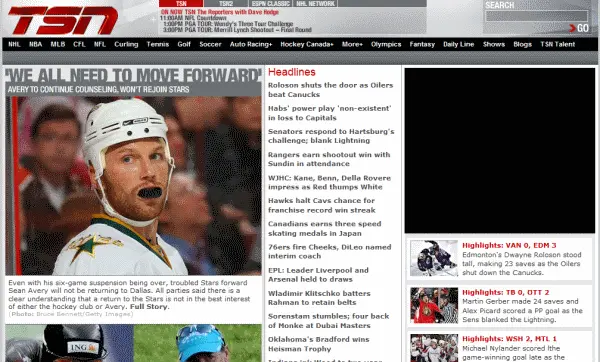 TSN
TSN TSN2 ESPN CLASSIC NHL NETWORK
ON NOW TSN The Reporters with Dave Hodge
11:00AM NFL Countdown
1:00PM PGA TOUR: Wendy's Three Tour Challenge
3:00PM PGA TOUR: Merrill Lynch Shootout - Final Round
SEARCH
GO
NHL NBA MLB CFL NFL Curling Tennis Golf Soccer Auto Racing+ Hockey Canada+ More+ Olympics Fantasy Daily Line Shows Blogs TSN Talent
'WE ALL NEED TO MOVE FORWARD'
AVERY TO CONTINUE COUNSELING, WON'T REJOIN STARS
Even with his six-game suspension being over, troubled Stars forward
Sean Avery will not be returning to Dallas. All parties said there is a
clear understanding that a return to the Stars is not in the best interest
of either the hockey club or Avery. Full Story.
(Photo: Bruce Bennett/Getty Images)
ING
Headlines
Roloson shuts the door as Oilers
beat Canucks
Habs' power play 'non-existent'
in loss to Capitals
Senators respond to Hartsburg's
challenge; blank Lightning
Rangers earn shootout win with
Sundin in attendance
WJHC: Kane, Benn, Della Rovere
impress as Red thumps White
Hawks halt Cavs chance for
franchise record win streak
Canadians earn three speed
skating medals in Japan
76ers fire Cheeks, DiLeo named
interim coach
EPL: Leader Liverpool and
Arsenal held to draws
Wladimir Klitschko batters
Rahman to retain belts
Sorenstam stumbles; four back
of Monke at Dubai Masters
Oklahoma's Bradford wins
Heisman Trophy
Highlights: VAN 0, EDM 3
Edmonton's Dwayne Roloson stood
tall, making 23 saves as the Oilers
shut down the Canucks.
Highlights: TB 0, OTT 2
Martin Gerber made 24 saves and
Alex Picard scored a PP goal as the
Sens blanked the Lightning.
Highlights: WSH 2, MTL 1
Michael Nylander scored the
game-winning goal late as the